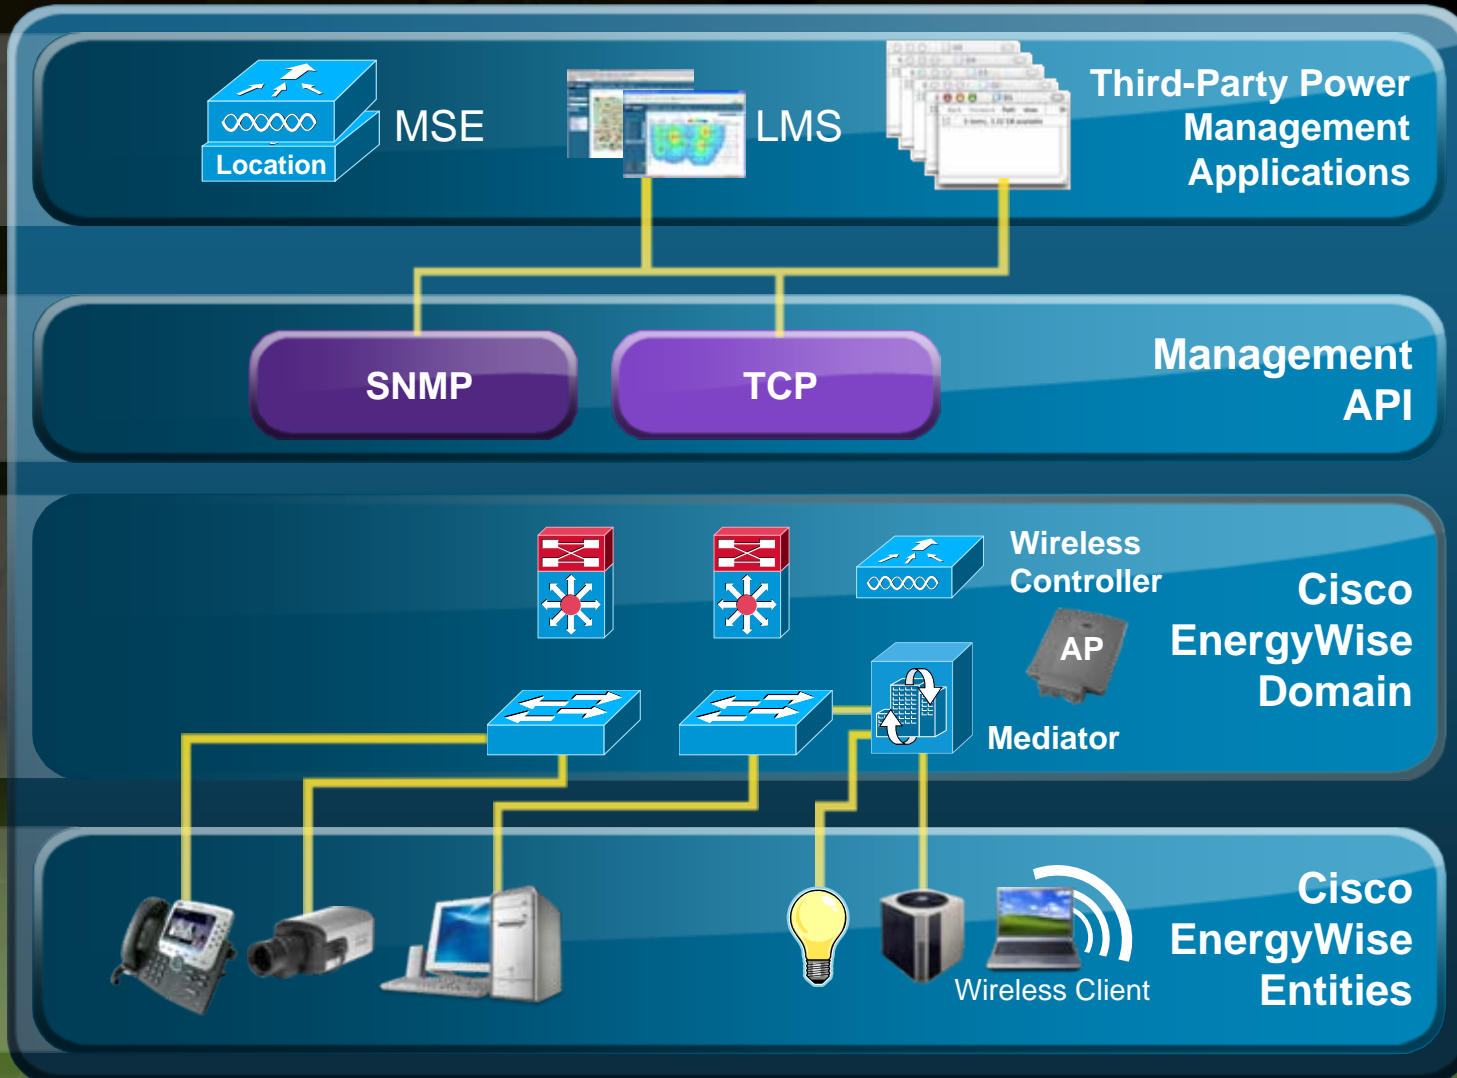 MSE
Location
LMS
Third-Party Power
Management
Applications
SNMP
TCP
Management
API
Wireless
Controller
AP
Mediator
Cisco
EnergyWise
Domain
Wireless Client
Cisco
EnergyWise
Entities